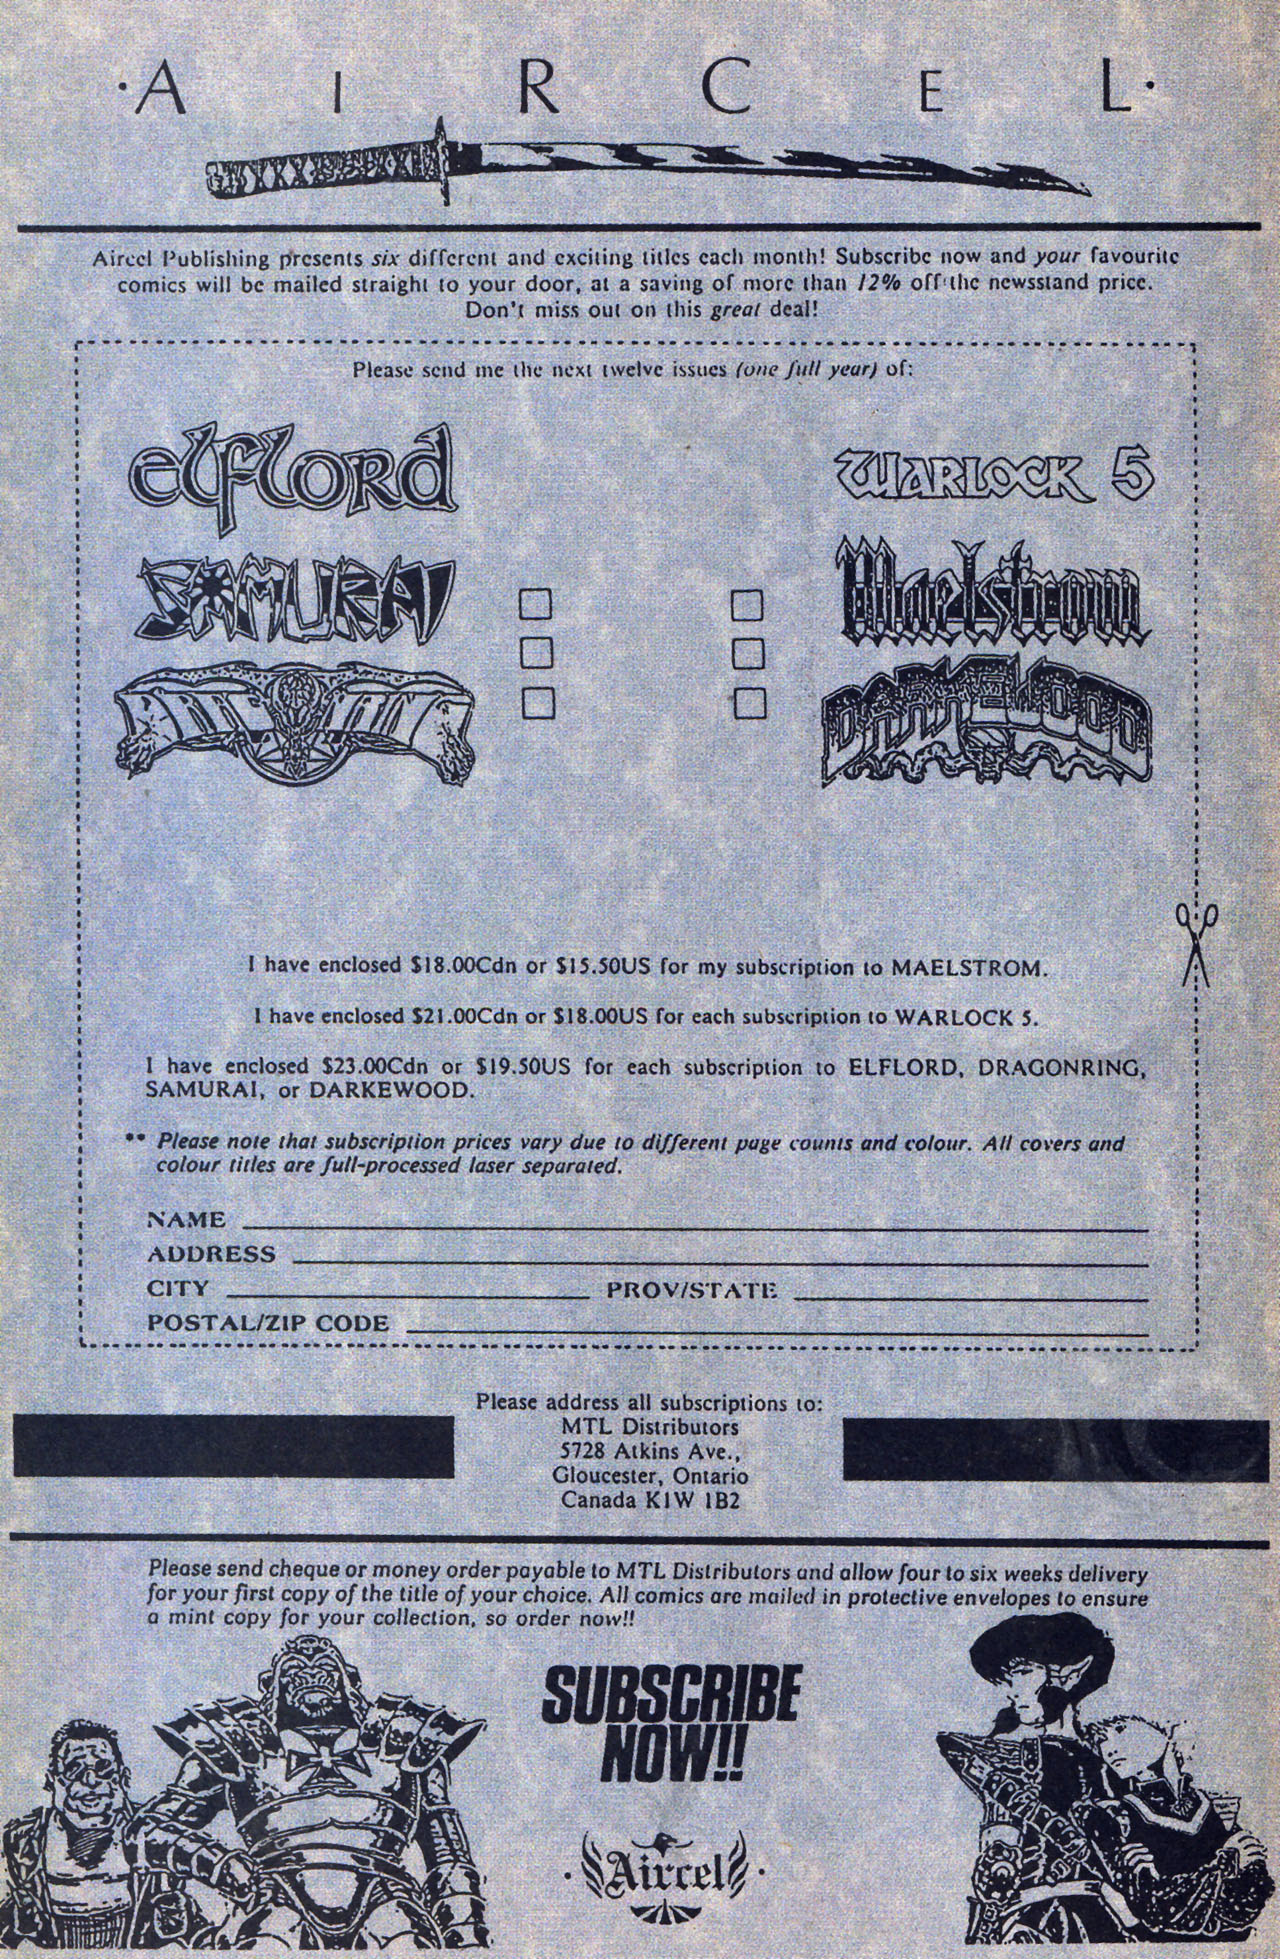 ·AIRCEL·
Aircel Publishing presents six different and exciting titles each month! Subscribe now and your favourite
comics will be mailed straight to your door, at a saving of more than 12% off the newsstand price.
Don't miss out on this great deal!
Please send me the next twelve issues (one full year) of:
elflord
WARLOCK 5
SAMURAI
Maelstrom
DARKEWOOD
I have enclosed $18.00Cdn or $15.50US for my subscription to MAELSTROM.
I have enclosed $21.00Cdn or $18.00US for each subscription to WARLOCK 5.
I have enclosed $23.00Cdn or $19.50US for each subscription to ELFLORD, DRAGONRING,
SAMURAI, or DARKEWOOD.
** Please note that subscription prices vary due to different page counts and colour. All covers and
colour titles are full-processed laser separated.
NAME
ADDRESS
CITY PROV/STATE
POSTAL/ZIP CODE
Please address all subscriptions to:
MTL Distributors
5728 Atkins Ave.,
Gloucester, Ontario
Canada K1W 1B2
Please send cheque or money order payable to MTL Distributors and allow four to six weeks delivery
for your first copy of the title of your choice. All comics are mailed in protective envelopes to ensure
a mint copy for your collection, so order now!!
SUBSCRIBE
NOW!!
·Aircel·